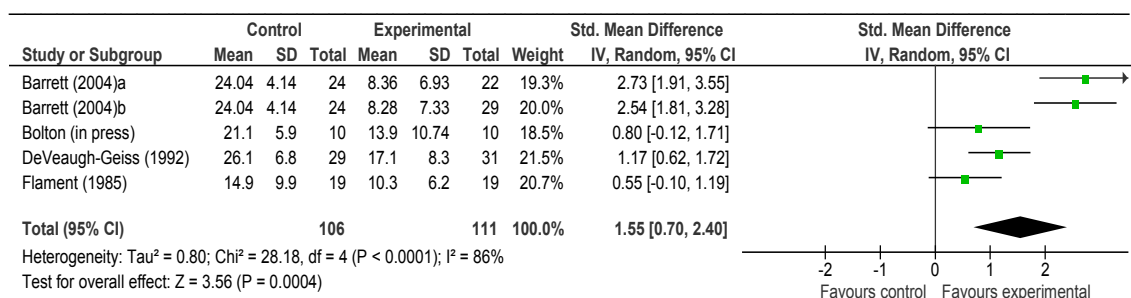 Control Experimental Std. Mean Difference Std. Mean Difference
Study or Subgroup Mean SD Total Mean SD Total Weight IV, Random, 95% CI IV, Random, 95% CI
Barrett (2004)a 24.04 4.14 24 8.36 6.93 22 19.3% 2.73 [1.91, 3.55]
Barrett (2004)b 24.04 4.14 24 8.28 7.33 29 20.0% 2.54 [1.81, 3.28]
Bolton (in press) 21.1 5.9 10 13.9 10.74 10 18.5% 0.80 [-0.12, 1.71]
DeVeaugh-Geiss (1992) 26.1 6.8 29 17.1 8.3 31 21.5% 1.17 [0.62, 1.72]
Flament (1985) 14.9 9.9 19 10.3 6.2 19 20.7% 0.55 [-0.10, 1.19]
Total (95% CI) 106 111 100.0% 1.55 [0.70, 2.40]
Heterogeneity: Tau² = 0.80; Chi² = 28.18, df = 4 (P < 0.0001); I² = 86%
Test for overall effect: Z = 3.56 (P = 0.0004)
-2 -1 0 1 2
Favours control Favours experimental